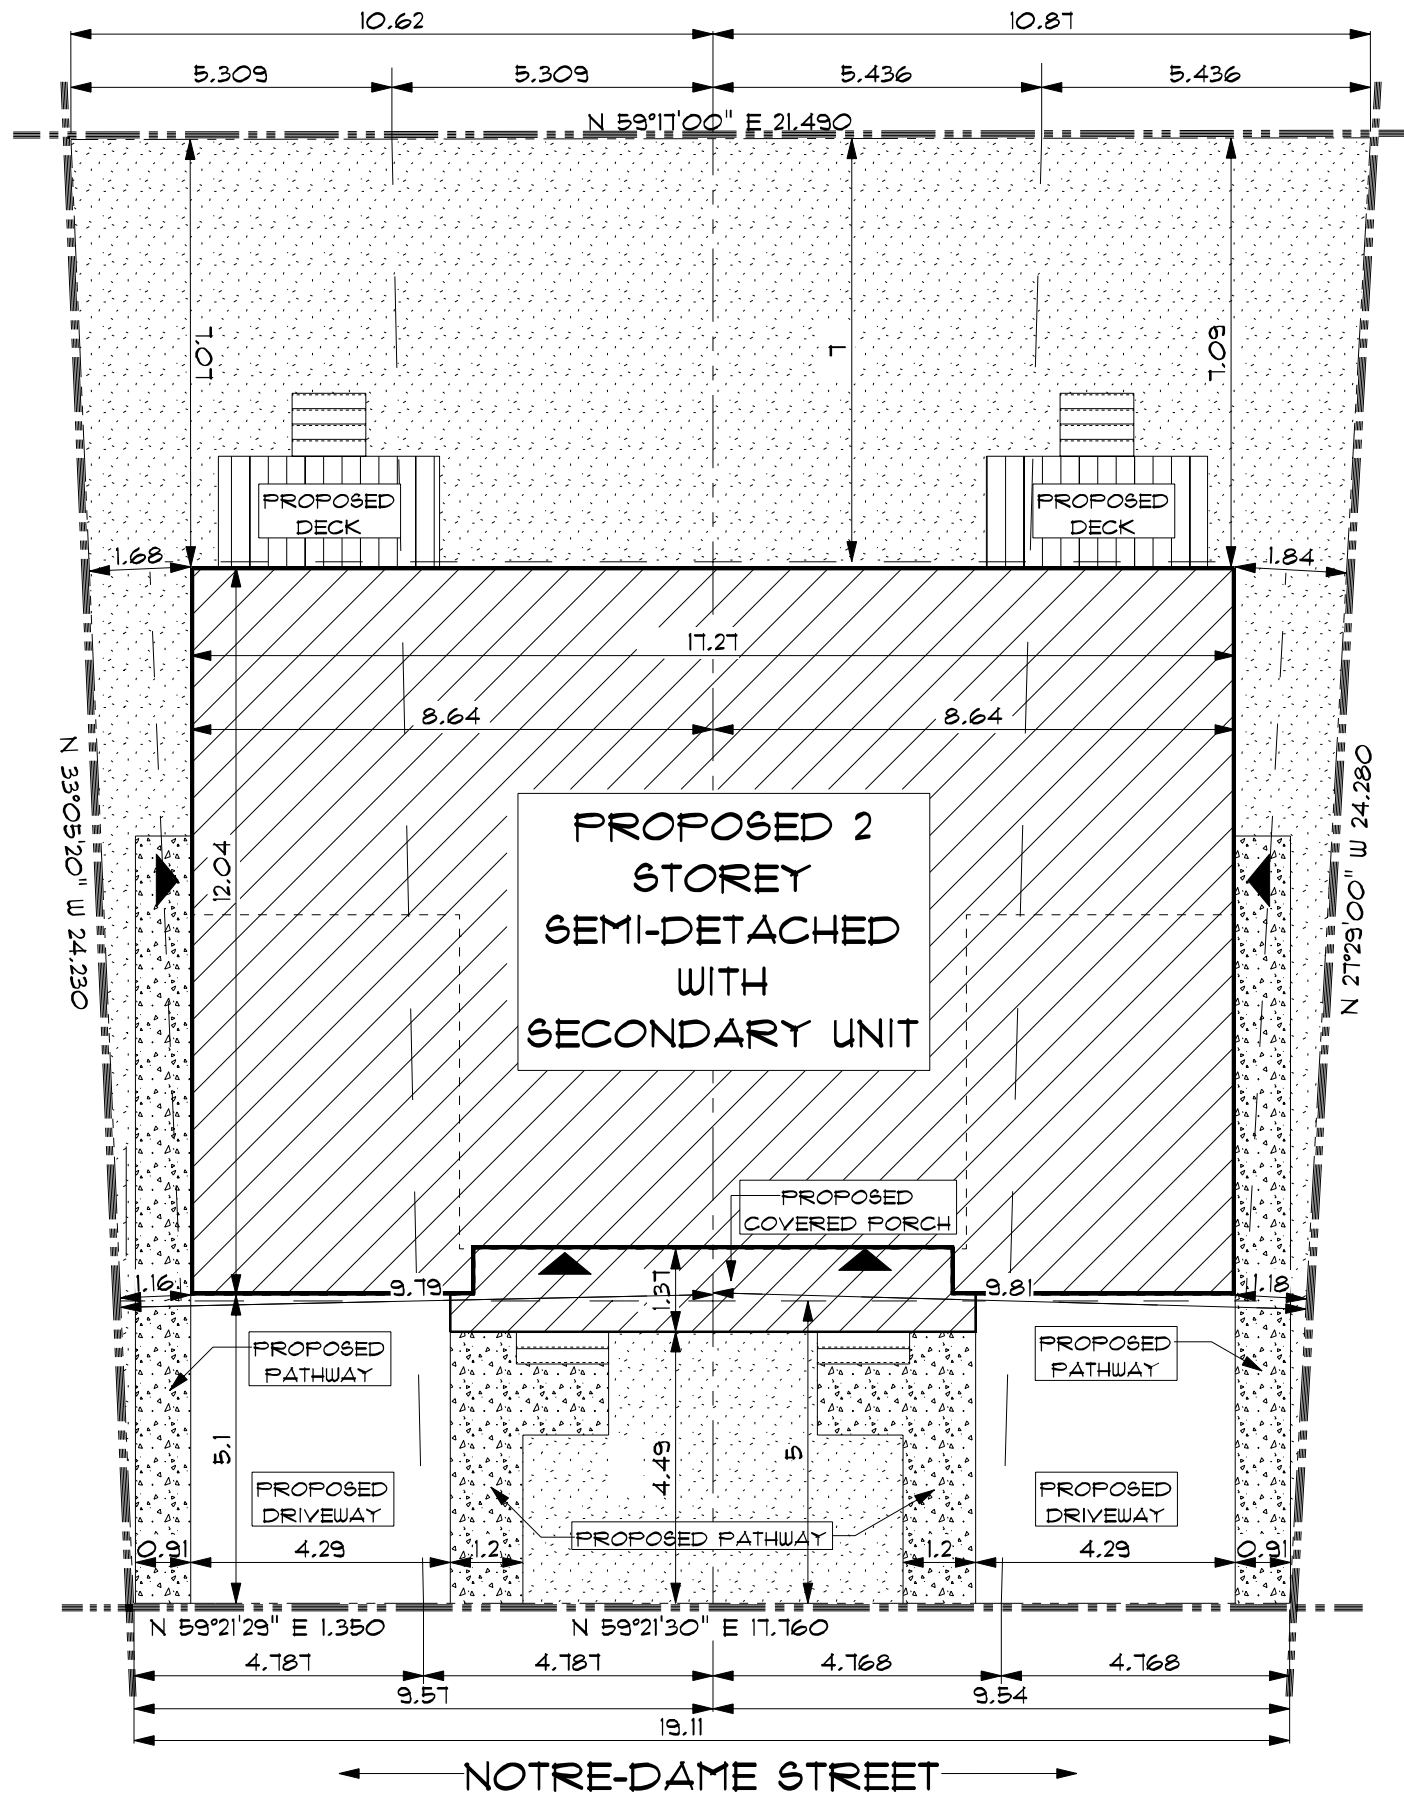 10.62
10.87
5.309
5.309
5.436
5.436
N 59°17'00" E 21.490
7.07
7
7.09
PROPOSED
DECK
PROPOSED
DECK
1.68
1.84
17.27
8.64
8.64
N 33°05'20" W 24.230
12.04
PROPOSED 2
STOREY
SEMI-DETACHED
WITH
SECONDARY UNIT
N 27°29'00" W 24.280
PROPOSED
COVERED PORCH
1.16
9.79
1.37
9.81
1.18
PROPOSED
PATHWAY
PROPOSED
PATHWAY
5.1
4.49
5
PROPOSED
DRIVEWAY
PROPOSED PATHWAY
PROPOSED
DRIVEWAY
0.91
4.29
1.2
1.2
4.29
0.91
N 59°21'29" E 1.350
N 59°21'30" E 17.760
4.787
4.787
4.768
4.768
9.57
9.54
19.11
NOTRE-DAME STREET